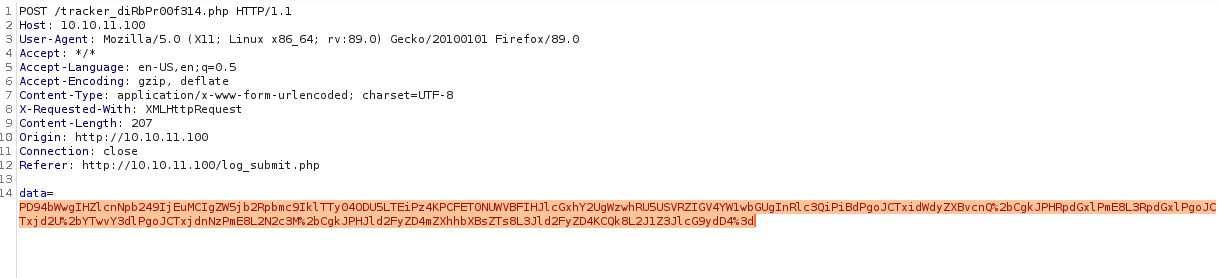 1 POST /tracker_diRbPr00f314.php HTTP/1.1
2 Host: 10.10.11.100
3 User-Agent: Mozilla/5.0 (X11; Linux x86_64; rv:89.0) Gecko/20100101 Firefox/89.0
4 Accept: */*
5 Accept-Language: en-US,en;q=0.5
6 Accept-Encoding: gzip, deflate
7 Content-Type: application/x-www-form-urlencoded; charset=UTF-8
8 X-Requested-With: XMLHttpRequest
9 Content-Length: 207
10 Origin: http://10.10.11.100
11 Connection: close
12 Referer: http://10.10.11.100/log_submit.php
13
14 data=
PD94bWwgIHZlcnNpb249IjEuMCIgZW5jb2Rpbmc9IklTTy04ODU5LTEiPz4KPCFET0NUWVBFIHJlcGxhY2UgWzwhRU5USVRZIGV4YW1wbGUgInRlc3QiPiBdPgoJCTxidWdyZXBvcnQ%2bCgkJPHRpdGxlPmE8L3RpdGxlPgoJC
Txjd2U%2bYTwvY3dlPgoJCTxjdnNzPmE8L2N2c3M%2bCgkJPHJld2FyZD4mZXhhbXBsZTs8L3Jld2FyZD4KCQk8L2J1Z3JlcG9ydD4%3d